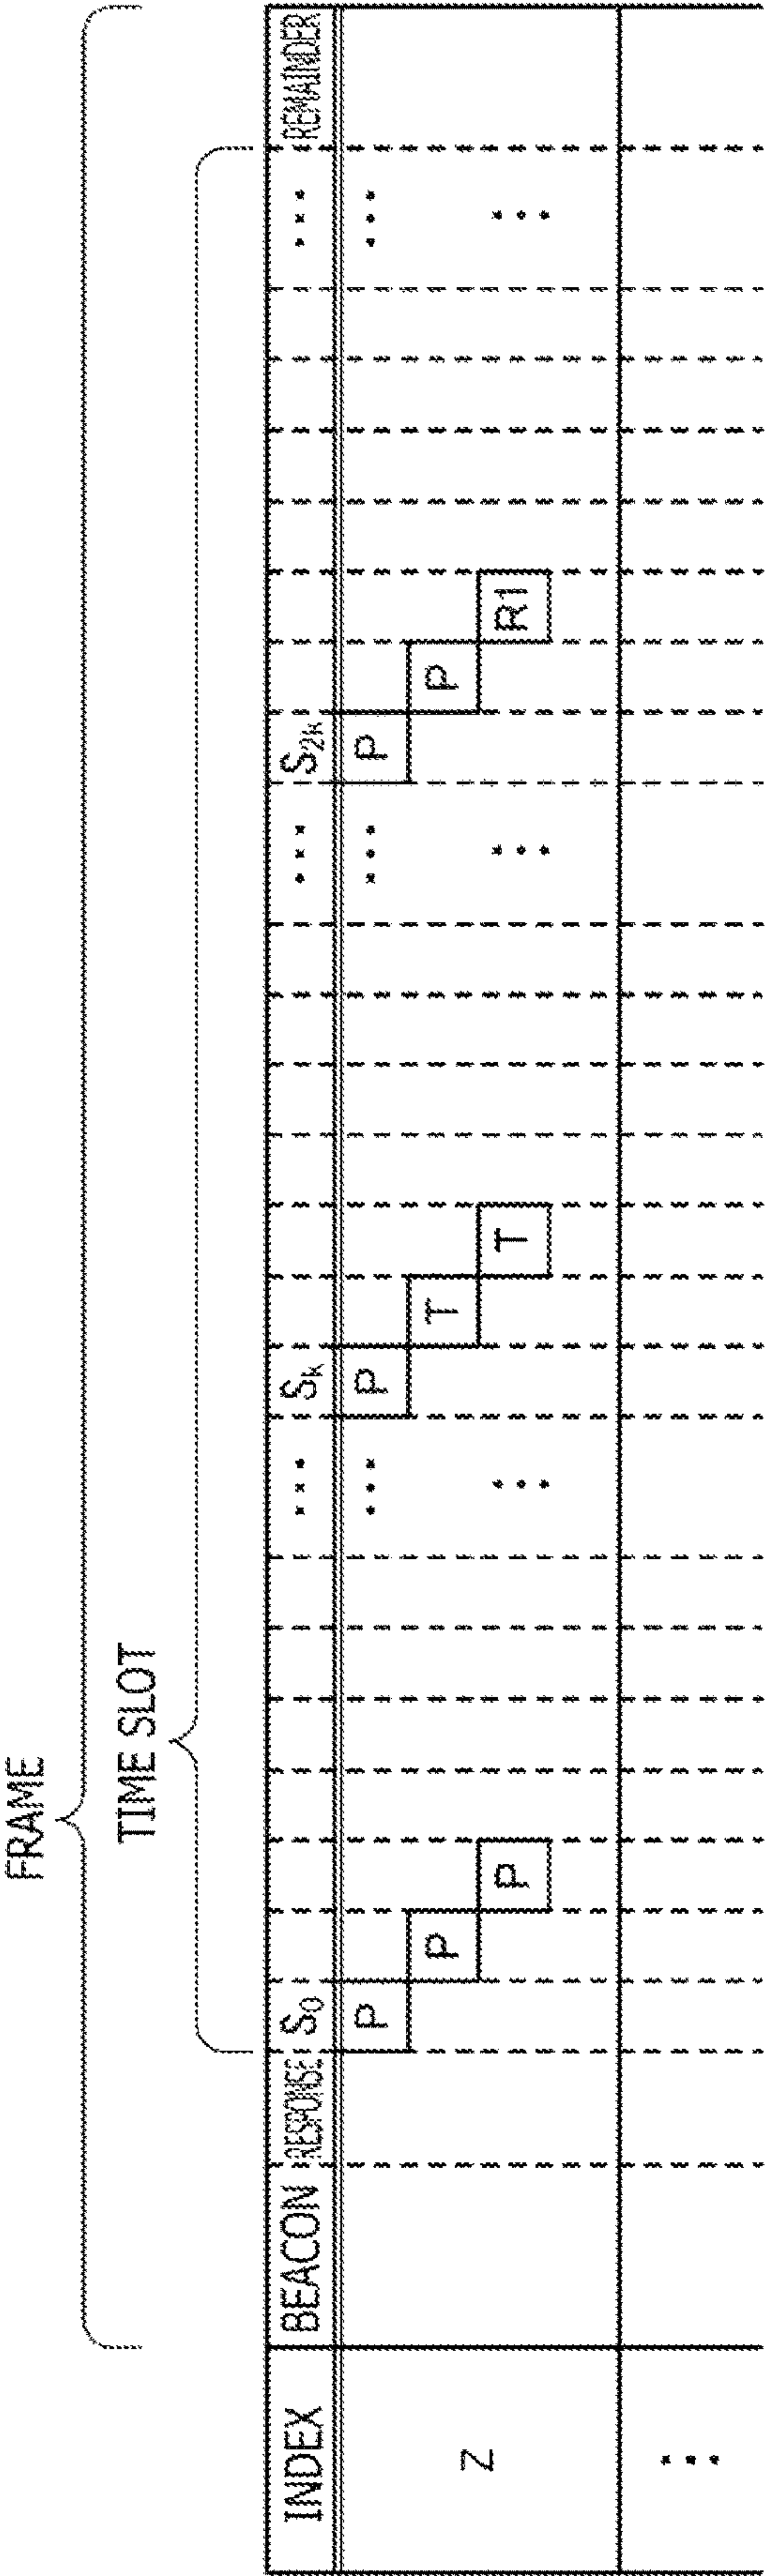 FRAME
TIME SLOT
INDEX BEACON RESPONSE S₀ ••• Sₖ ••• S₂ₖ ••• REMAINDER
Z P ••• P ••• P •••
P T P
P ••• T ••• R1 •••
•••